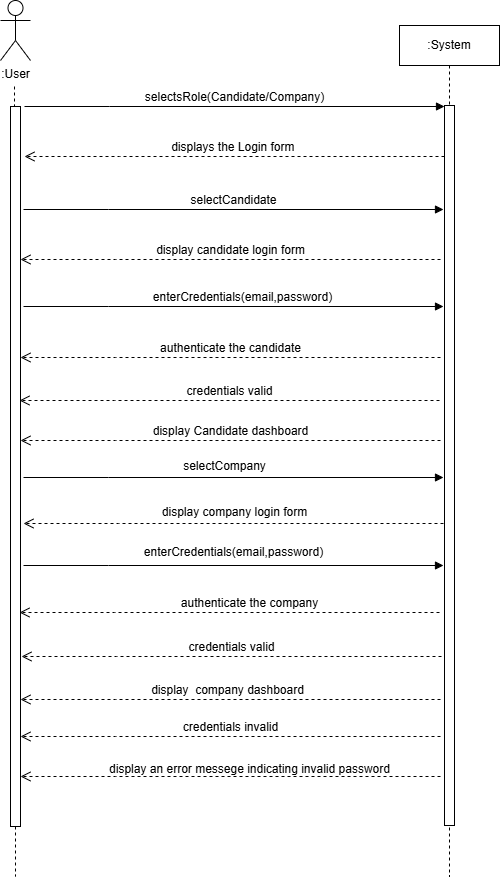 :User
:System
selectsRole(Candidate/Company)
displays the Login form
selectCandidate
display candidate login form
enterCredentials(email,password)
authenticate the candidate
credentials valid
display Candidate dashboard
selectCompany
display company login form
enterCredentials(email,password)
authenticate the company
credentials valid
display  company dashboard
credentials invalid
display an error messege indicating invalid password